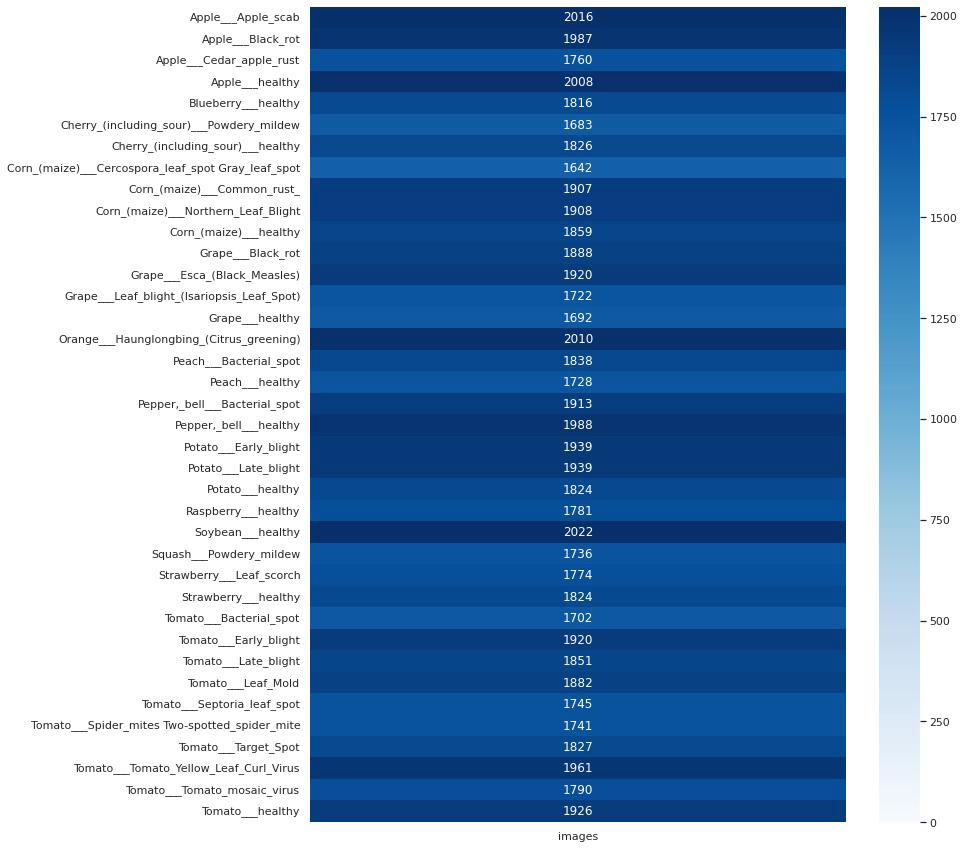 Apple___Apple_scab 2016
Apple___Black_rot 1987
Apple___Cedar_apple_rust 1760
Apple___healthy 2008
Blueberry___healthy 1816
Cherry_(including_sour)___Powdery_mildew 1683
Cherry_(including_sour)___healthy 1826
Corn_(maize)___Cercospora_leaf_spot Gray_leaf_spot 1642
Corn_(maize)___Common_rust_ 1907
Corn_(maize)___Northern_Leaf_Blight 1908
Corn_(maize)___healthy 1859
Grape___Black_rot 1888
Grape___Esca_(Black_Measles) 1920
Grape___Leaf_blight_(Isariopsis_Leaf_Spot) 1722
Grape___healthy 1692
Orange___Haunglongbing_(Citrus_greening) 2010
Peach___Bacterial_spot 1838
Peach___healthy 1728
Pepper,_bell___Bacterial_spot 1913
Pepper,_bell___healthy 1988
Potato___Early_blight 1939
Potato___Late_blight 1939
Potato___healthy 1824
Raspberry___healthy 1781
Soybean___healthy 2022
Squash___Powdery_mildew 1736
Strawberry___Leaf_scorch 1774
Strawberry___healthy 1824
Tomato___Bacterial_spot 1702
Tomato___Early_blight 1920
Tomato___Late_blight 1851
Tomato___Leaf_Mold 1882
Tomato___Septoria_leaf_spot 1745
Tomato___Spider_mites Two-spotted_spider_mite 1741
Tomato___Target_Spot 1827
Tomato___Tomato_Yellow_Leaf_Curl_Virus 1961
Tomato___Tomato_mosaic_virus 1790
Tomato___healthy 1926
images
2000
1750
1500
1250
1000
750
500
250
0